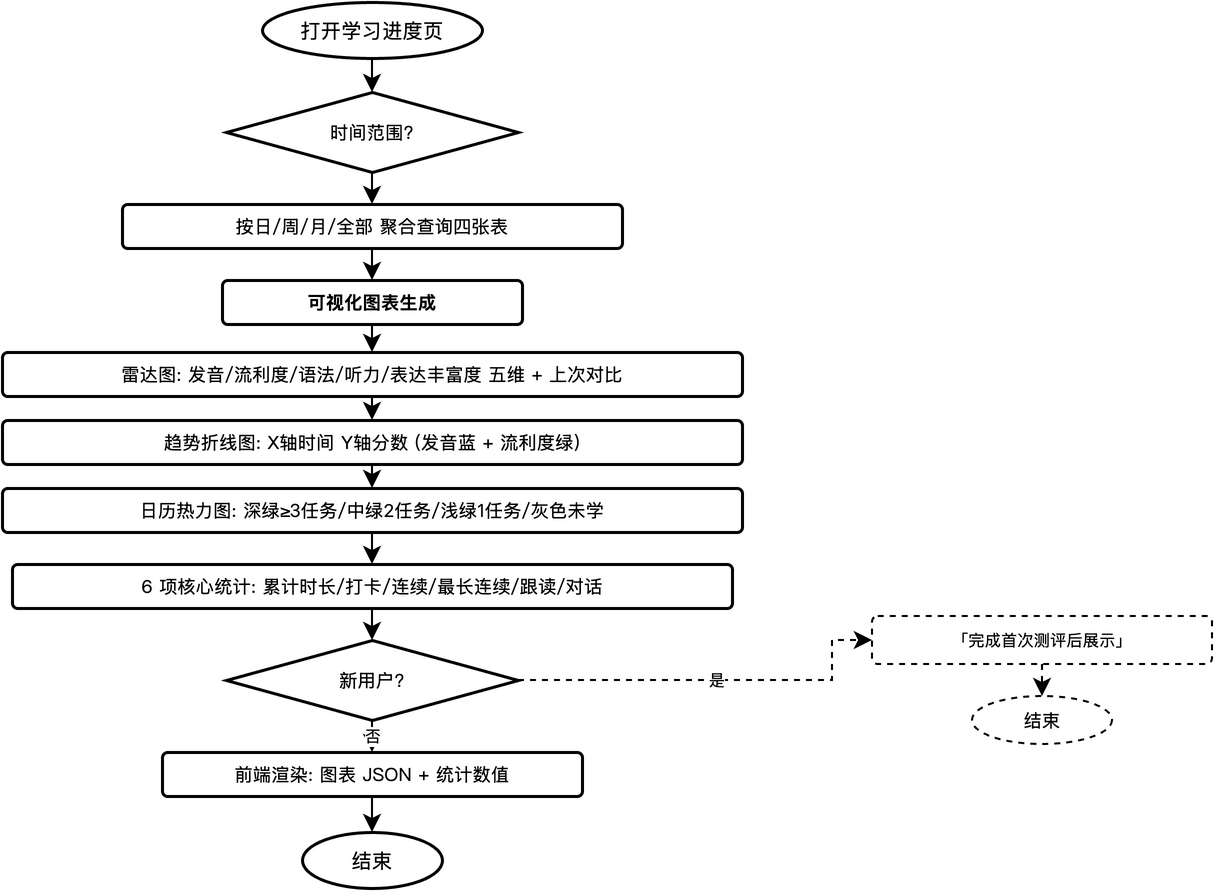 打开学习进度页
时间范围?
按日/周/月/全部 聚合查询四张表
可视化图表生成
雷达图: 发音/流利度/语法/听力/表达丰富度 五维 + 上次对比
趋势折线图: X轴时间 Y轴分数 (发音蓝 + 流利度绿)
日历热力图: 深绿≥3任务/中绿2任务/浅绿1任务/灰色未学
6 项核心统计: 累计时长/打卡/连续/最长连续/跟读/对话
新用户?
是
「完成首次测评后展示」
结束
否
前端渲染: 图表 JSON + 统计数值
结束